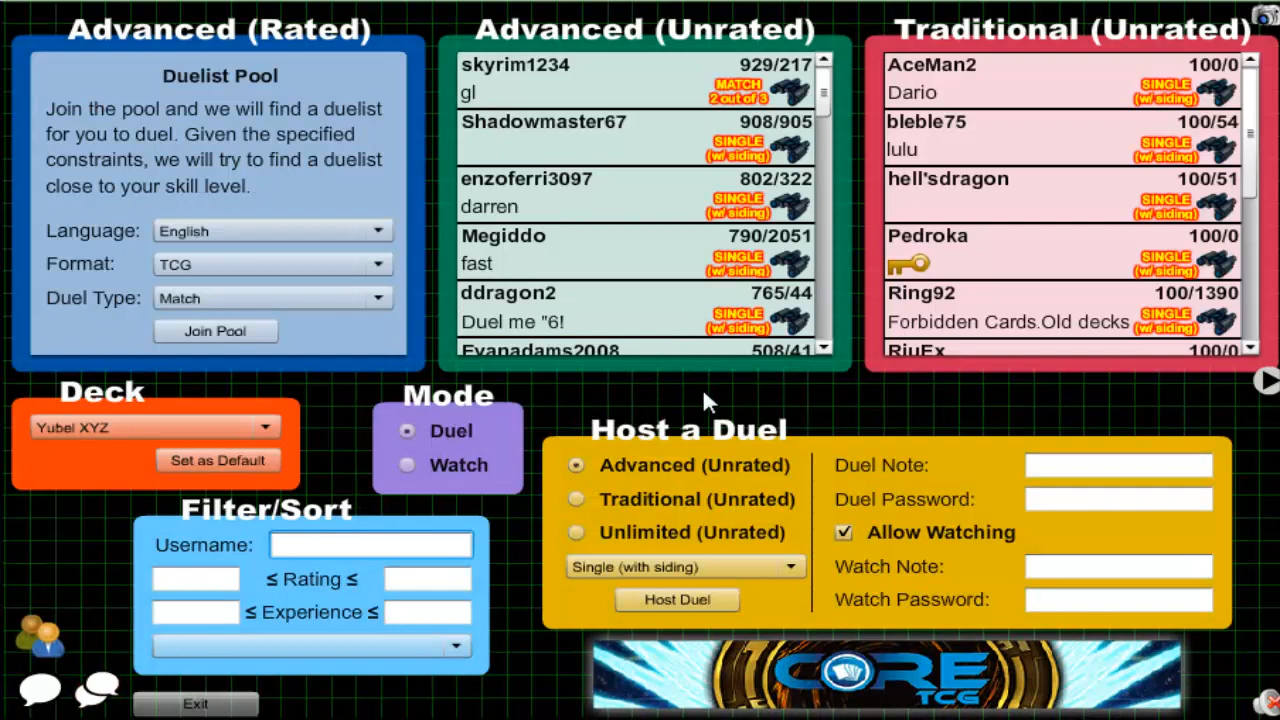 Advanced (Rated)
Duelist Pool
Join the pool and we will find a duelist
for you to duel. Given the specified
constraints, we will try to find a duelist
close to your skill level.
Language: English
Format: TCG
Duel Type: Match
Join Pool
Advanced (Unrated)
skyrim1234 929/217
gl MATCH
2 out of 3
Shadowmaster67 908/905
SINGLE
(w/ siding)
enzoferri3097 802/322
darren SINGLE
(w/ siding)
Megiddo 790/2051
fast SINGLE
(w/ siding)
ddragon2 765/44
Duel me "6! SINGLE
(w/ siding)
Evanadams2008 508/41
Traditional (Unrated)
AceMan2 100/0
Dario SINGLE
(w/ siding)
bleble75 100/54
lulu SINGLE
(w/ siding)
hell'sdragon 100/51
SINGLE
(w/ siding)
Pedroka 100/0
SINGLE
(w/ siding)
Ring92 100/1390
Forbidden Cards.Old decks SINGLE
(w/ siding)
RiuEx 100/0
Deck
Yubel XYZ
Set as Default
Mode
Duel
Watch
Filter/Sort
Username:
≤ Rating ≤
≤ Experience ≤
Exit
Host a Duel
Advanced (Unrated)
Traditional (Unrated)
Unlimited (Unrated)
Single (with siding)
Host Duel
Duel Note:
Duel Password:
Allow Watching
Watch Note:
Watch Password:
CORE
TCG